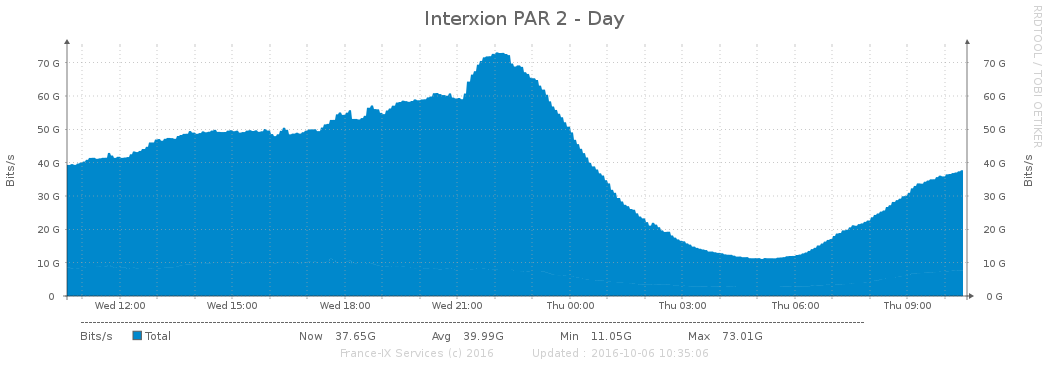 Interxion PAR 2 - Day
RRDTOOL / TOBI OETIKER
Bits/s
Bits/s
70 G 70 G
60 G 60 G
50 G 50 G
40 G 40 G
30 G 30 G
20 G 20 G
10 G 10 G
0 0 G
Wed 12:00 Wed 15:00 Wed 18:00 Wed 21:00 Thu 00:00 Thu 03:00 Thu 06:00 Thu 09:00
Bits/s Total Now 37.65G Avg 39.99G Min 11.05G Max 73.01G
France-IX Services (c) 2016 Updated : 2016-10-06 10:35:06